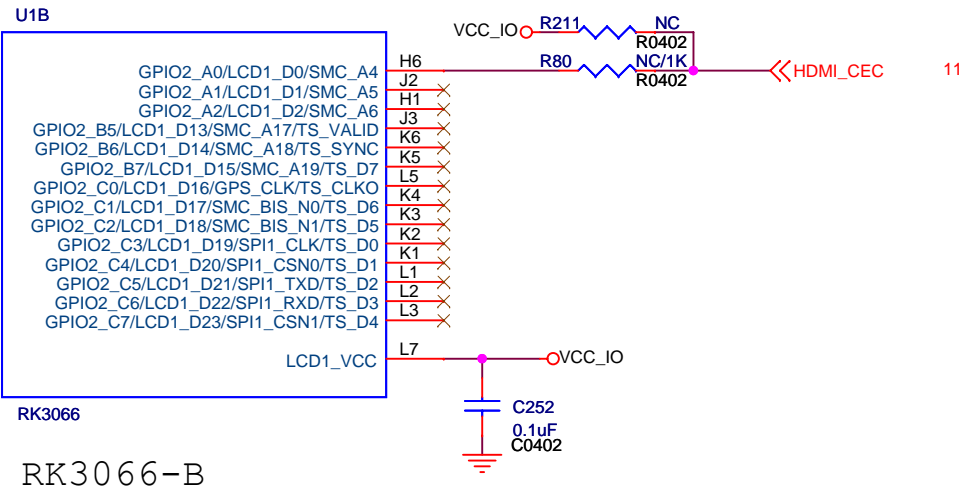 U1B
VCC_IO R211 NC
R0402
GPIO2_A0/LCD1_D0/SMC_A4 H6 R80 NC/1K HDMI_CEC 11
R0402
GPIO2_A1/LCD1_D1/SMC_A5 J2
GPIO2_A2/LCD1_D2/SMC_A6 H1
GPIO2_B5/LCD1_D13/SMC_A17/TS_VALID J3
GPIO2_B6/LCD1_D14/SMC_A18/TS_SYNC K6
GPIO2_B7/LCD1_D15/SMC_A19/TS_D7 K5
GPIO2_C0/LCD1_D16/GPS_CLK/TS_CLKO L5
GPIO2_C1/LCD1_D17/SMC_BIS_N0/TS_D6 K4
GPIO2_C2/LCD1_D18/SMC_BIS_N1/TS_D5 K3
GPIO2_C3/LCD1_D19/SPI1_CLK/TS_D0 K2
GPIO2_C4/LCD1_D20/SPI1_CSN0/TS_D1 K1
GPIO2_C5/LCD1_D21/SPI1_TXD/TS_D2 L1
GPIO2_C6/LCD1_D22/SPI1_RXD/TS_D3 L2
GPIO2_C7/LCD1_D23/SPI1_CSN1/TS_D4 L3
LCD1_VCC L7 VCC_IO
RK3066 C252
0.1uF
C0402
RK3066-B